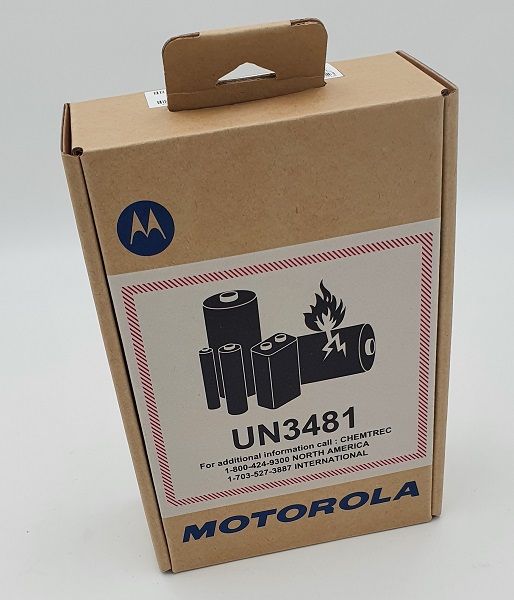 UN3481
For additional information call : CHEMTREC
1-800-424-9300 NORTH AMERICA
1-703-527-3887 INTERNATIONAL
MOTOROLA